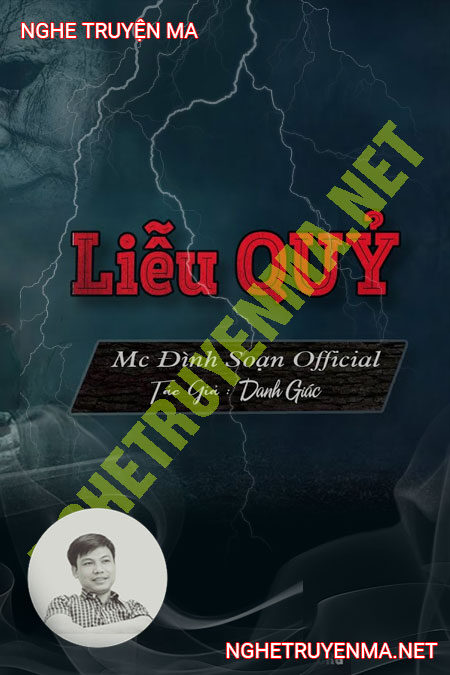 NGHE TRUYỆN MA
Liễu QUỶ
NGHETRUYENMA.NET
Mc Đình Soạn Official
Tác Giả : Danh Giác
NGHETRUYENMA.NET